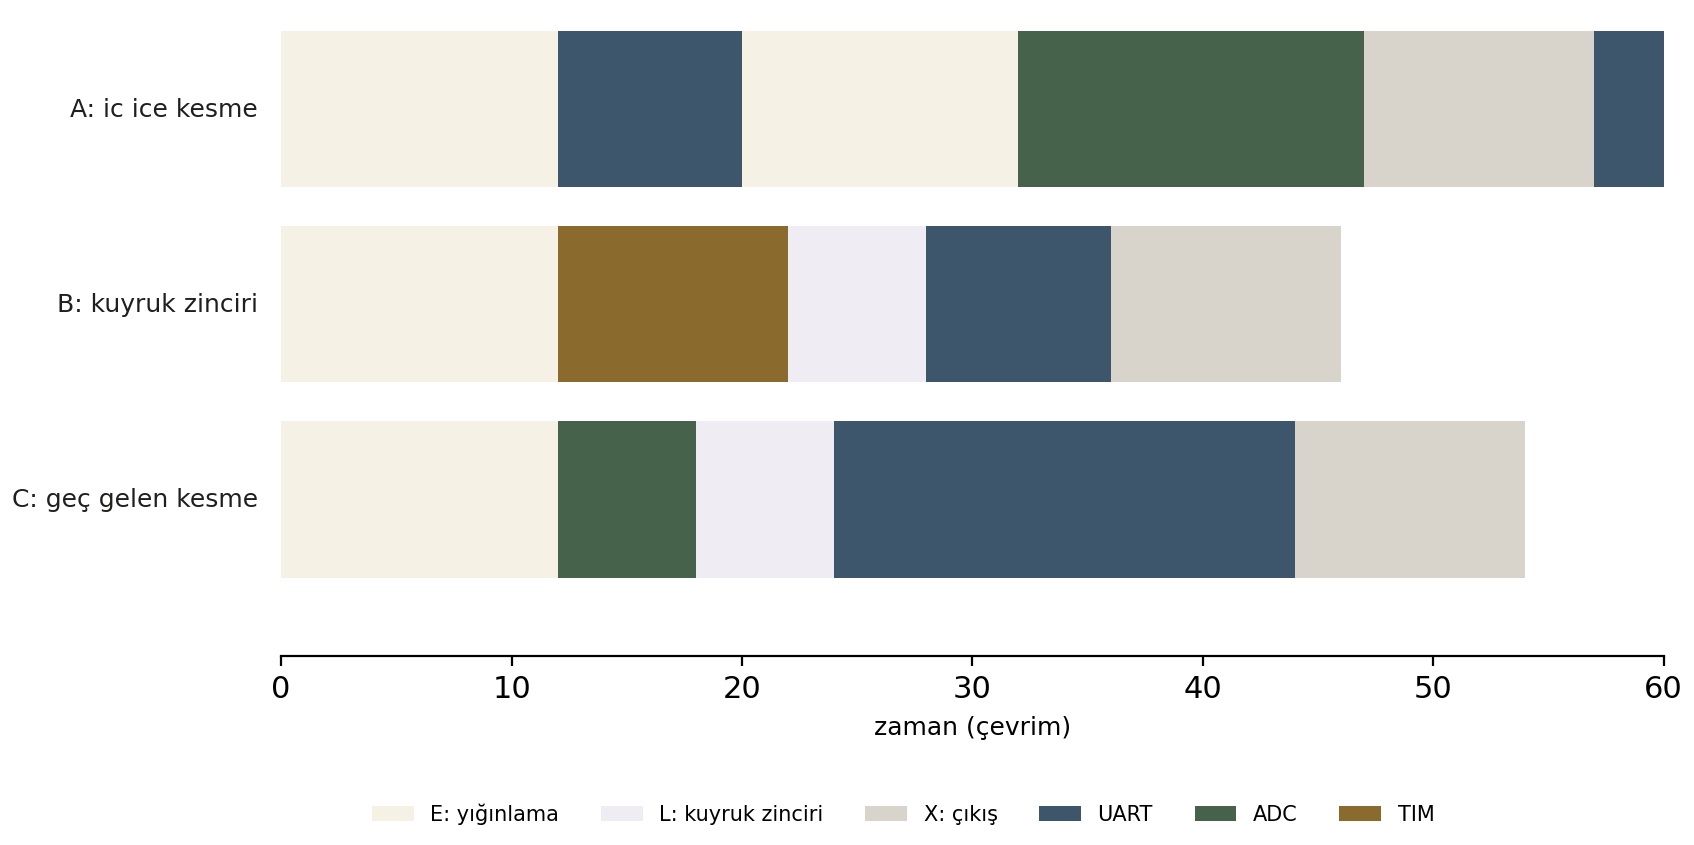 A: ic ice kesme
B: kuyruk zinciri
C: geç gelen kesme
0 10 20 30 40 50 60
zaman (çevrim)
E: yığınlama L: kuyruk zinciri X: çıkış UART ADC TIM